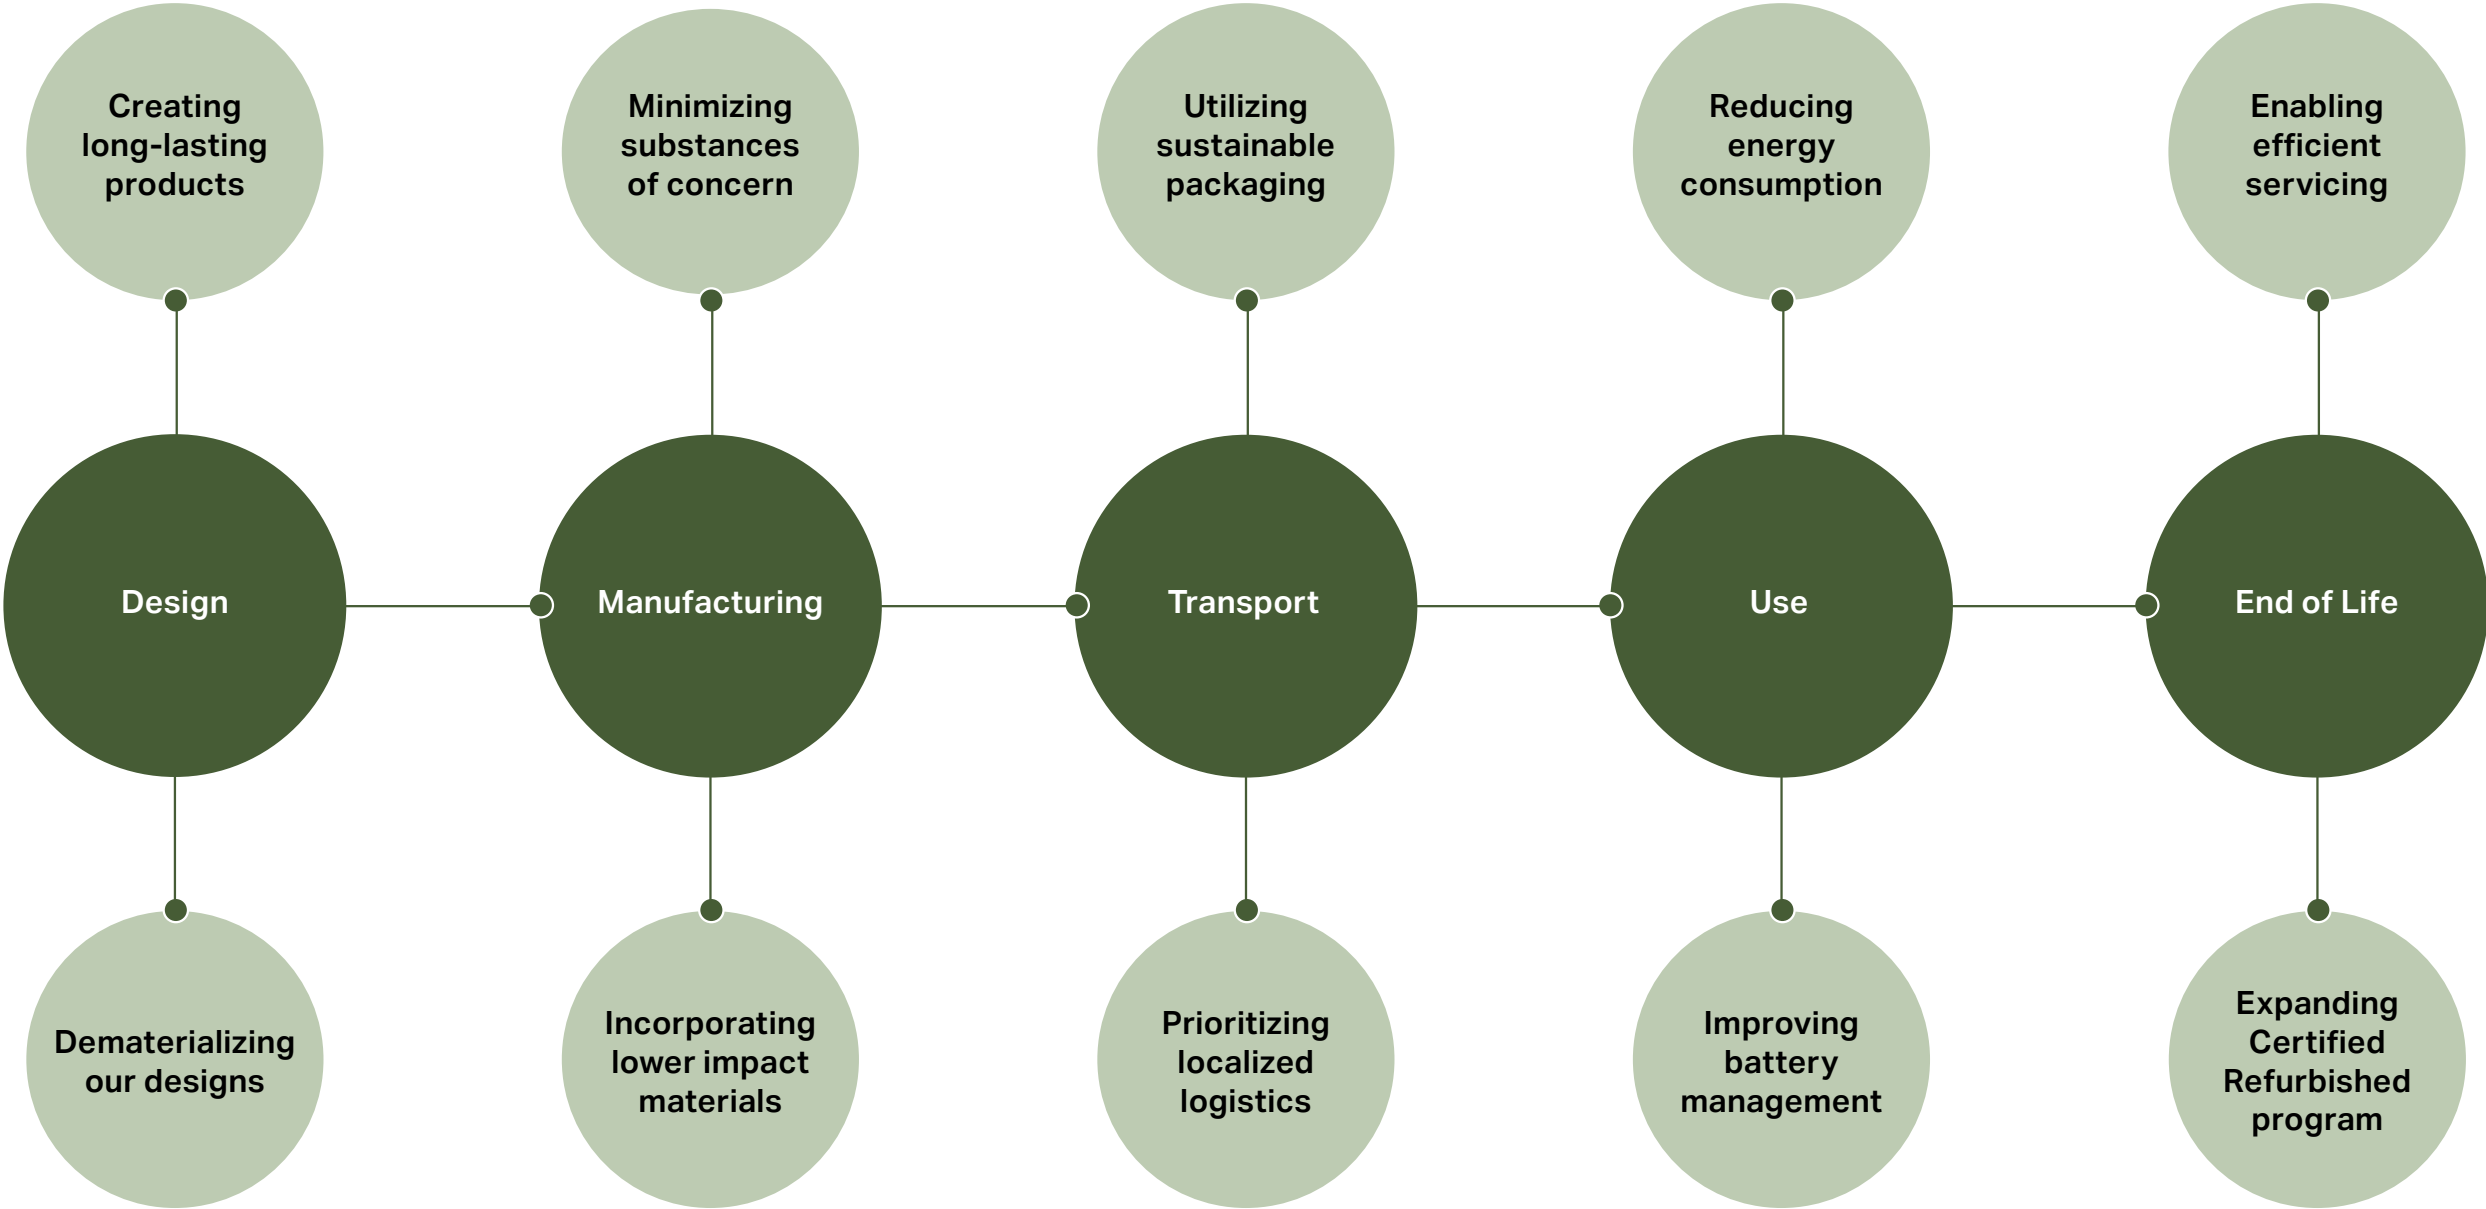 Creating
long-lasting
products
Minimizing
substances
of concern
Utilizing
sustainable
packaging
Reducing
energy
consumption
Enabling
efficient
servicing
Design
Manufacturing
Transport
Use
End of Life
Dematerializing
our designs
Incorporating
lower impact
materials
Prioritizing
localized
logistics
Improving
battery
management
Expanding
Certified
Refurbished
program